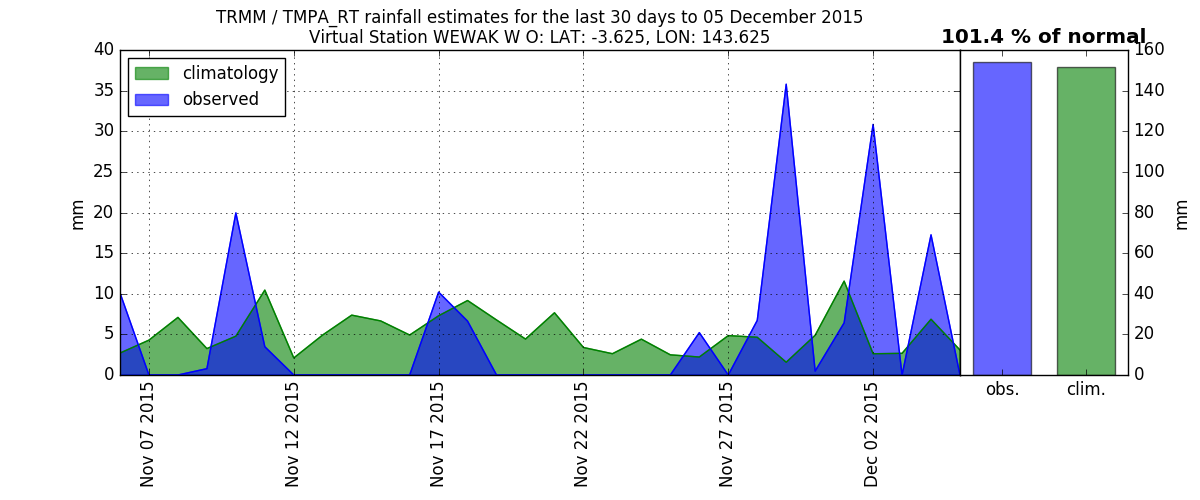 TRMM / TMPA_RT rainfall estimates for the last 30 days to 05 December 2015
Virtual Station WEWAK W O: LAT: -3.625, LON: 143.625
101.4 % of normal
climatology
observed
40
35
30
25
20
15
10
5
0
mm
160
140
120
100
80
60
40
20
0
mm
Nov 07 2015
Nov 12 2015
Nov 17 2015
Nov 22 2015
Nov 27 2015
Dec 02 2015
obs.
clim.